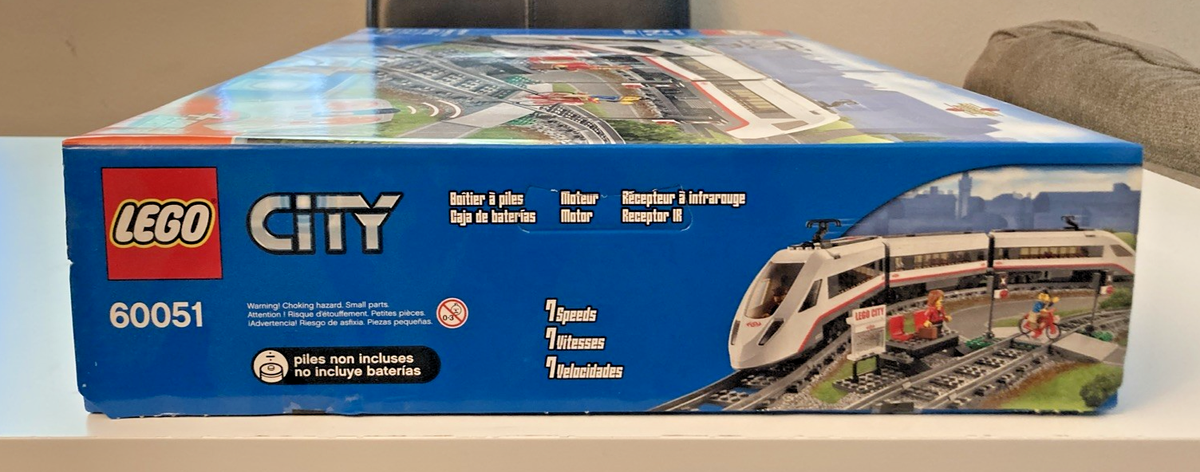 LEGO
CITY
60051
Boîtier à piles Moteur Récepteur à infrarouge
Caja de baterías Motor Receptor IR
Warning! Choking hazard. Small parts.
Attention ! Risque d'étouffement. Petites pièces.
¡Advertencia! Riesgo de asfixia. Piezas pequeñas.
0-3
piles non incluses
no incluye baterías
7 Speeds
7 Vitesses
7 Velocidades
LEGO CITY